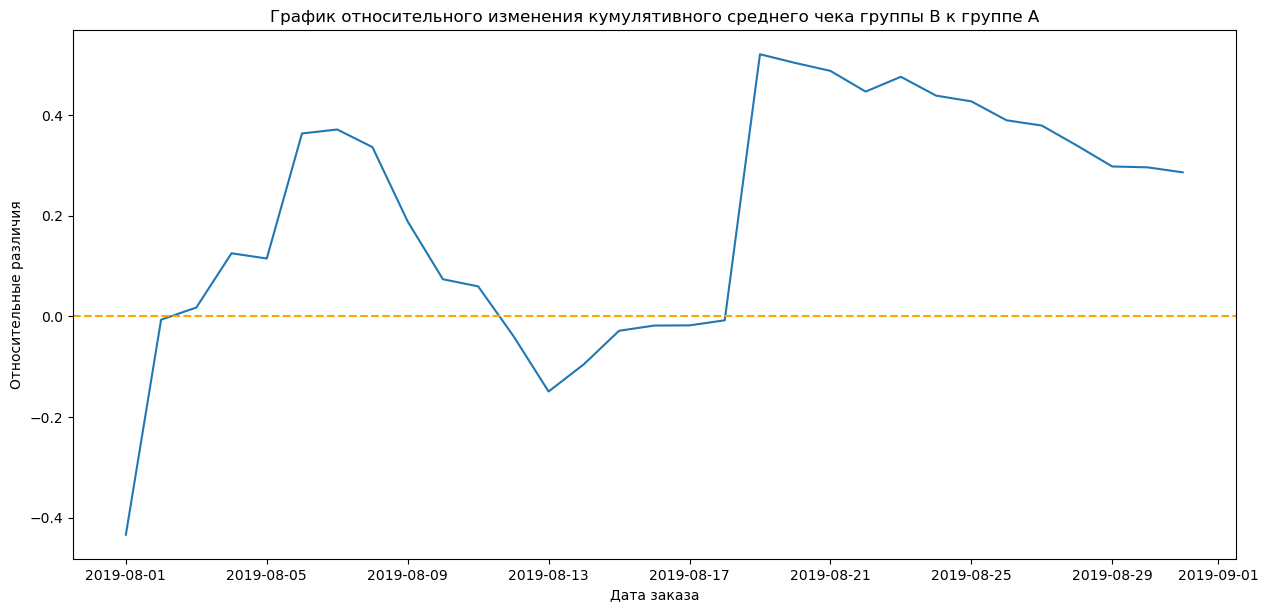 График относительного изменения кумулятивного среднего чека группы B к группе A
Относительные различия
0.4
0.2
0.0
−0.2
−0.4
2019-08-01 2019-08-05 2019-08-09 2019-08-13 2019-08-17 2019-08-21 2019-08-25 2019-08-29 2019-09-01
Дата заказа